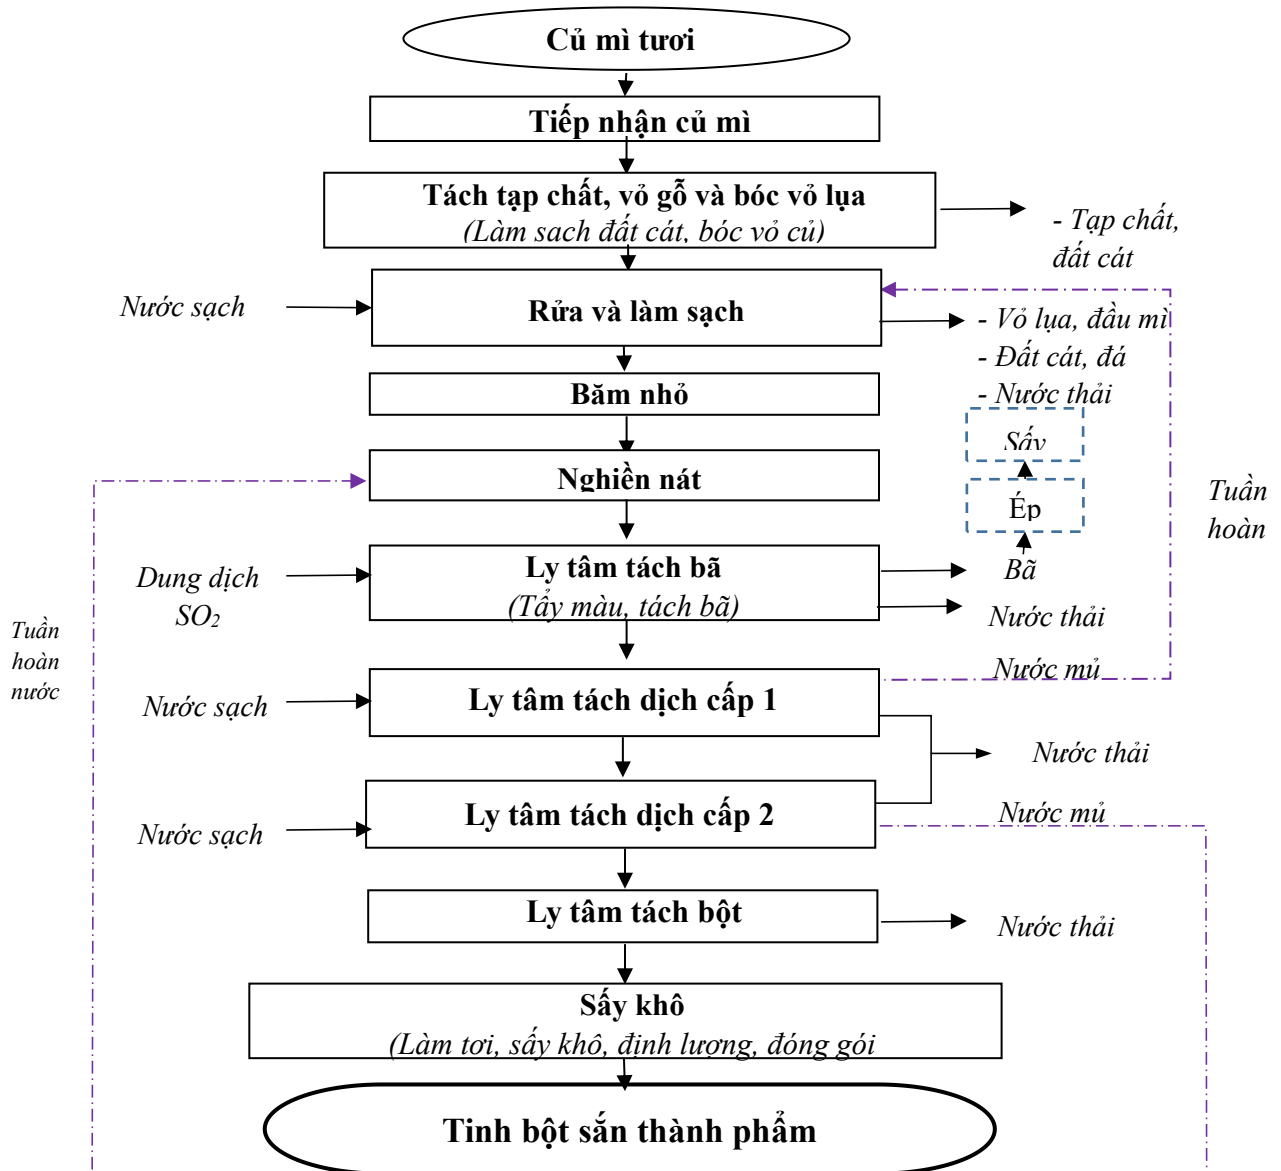 Củ mì tươi
Tiếp nhận củ mì
Tách tạp chất, vỏ gỗ và bóc vỏ lụa
(Làm sach đất cát, bóc vỏ củ)
- Tạp chất,
đất cát
Nước sạch
Rửa và làm sạch
- Vỏ lụa, đầu mì
- Đất cát, đá
- Nước thải
Băm nhỏ
Sấy
Nghiền nát
Ép
Tuần
hoàn
Dung dịch
SO₂
Ly tâm tách bã
(Tẩy màu, tách bã)
Bã
Nước thải
Tuần
hoàn
nước
Nước mủ
Nước sạch
Ly tâm tách dịch cấp 1
Nước thải
Nước sạch
Ly tâm tách dịch cấp 2
Nước mủ
Ly tâm tách bột
Nước thải
Sấy khô
(Làm tơi, sấy khô, định lượng, đóng gói
Tinh bột sắn thành phẩm